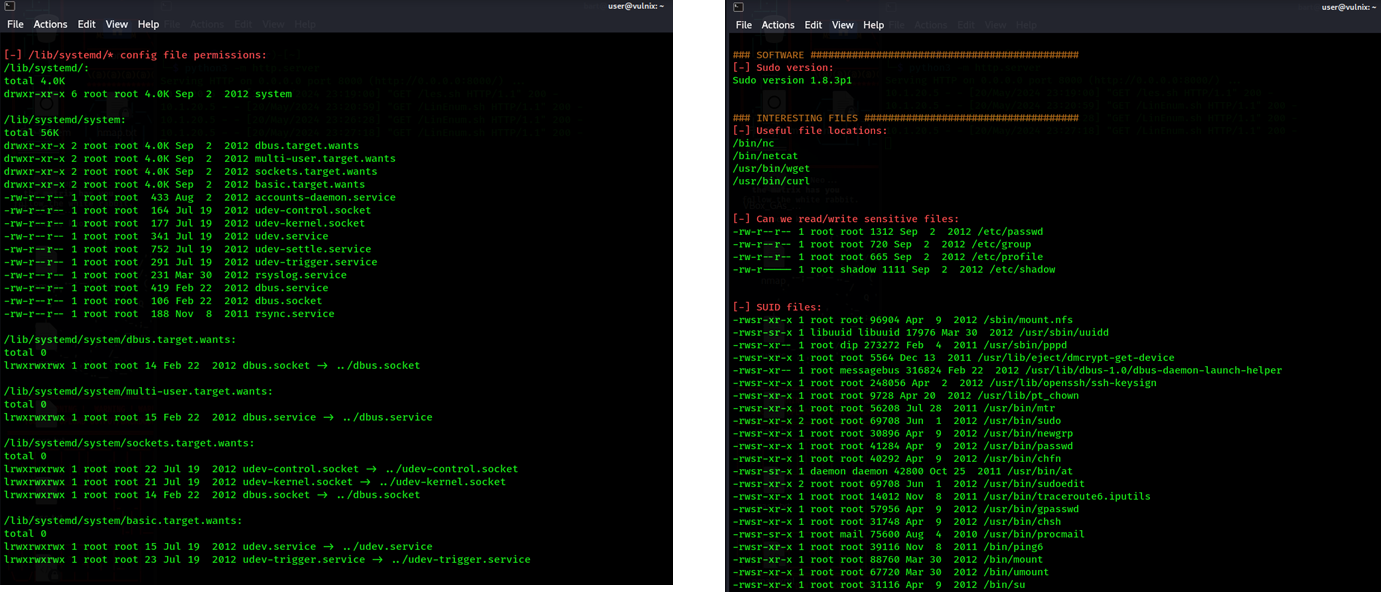 user@vulnix: ~
File Actions Edit View Help
[-] /lib/systemd/* config file permissions:
/lib/systemd/:
total 4.0K
drwxr-xr-x 6 root root 4.0K Sep  2  2012 system
/lib/systemd/system:
total 56K
drwxr-xr-x 2 root root 4.0K Sep  2  2012 dbus.target.wants
drwxr-xr-x 2 root root 4.0K Sep  2  2012 multi-user.target.wants
drwxr-xr-x 2 root root 4.0K Sep  2  2012 sockets.target.wants
drwxr-xr-x 2 root root 4.0K Sep  2  2012 basic.target.wants
-rw-r--r-- 1 root root  433 Aug  2  2012 accounts-daemon.service
-rw-r--r-- 1 root root  164 Jul 19  2012 udev-control.socket
-rw-r--r-- 1 root root  177 Jul 19  2012 udev-kernel.socket
-rw-r--r-- 1 root root  341 Jul 19  2012 udev.service
-rw-r--r-- 1 root root  752 Jul 19  2012 udev-settle.service
-rw-r--r-- 1 root root  291 Jul 19  2012 udev-trigger.service
-rw-r--r-- 1 root root  231 Mar 30  2012 rsyslog.service
-rw-r--r-- 1 root root  419 Feb 22  2012 dbus.service
-rw-r--r-- 1 root root  106 Feb 22  2012 dbus.socket
-rw-r--r-- 1 root root  188 Nov  8  2011 rsync.service
/lib/systemd/system/dbus.target.wants:
total 0
lrwxrwxrwx 1 root root 14 Feb 22  2012 dbus.socket → ../dbus.socket
/lib/systemd/system/multi-user.target.wants:
total 0
lrwxrwxrwx 1 root root 15 Feb 22  2012 dbus.service → ../dbus.service
/lib/systemd/system/sockets.target.wants:
total 0
lrwxrwxrwx 1 root root 22 Jul 19  2012 udev-control.socket → ../udev-control.socket
lrwxrwxrwx 1 root root 21 Jul 19  2012 udev-kernel.socket → ../udev-kernel.socket
lrwxrwxrwx 1 root root 14 Feb 22  2012 dbus.socket → ../dbus.socket
/lib/systemd/system/basic.target.wants:
total 0
lrwxrwxrwx 1 root root 15 Jul 19  2012 udev.service → ../udev.service
lrwxrwxrwx 1 root root 23 Jul 19  2012 udev-trigger.service → ../udev-trigger.service
user@vulnix: ~
File Actions Edit View Help
### SOFTWARE #############################################
[-] Sudo version:
Sudo version 1.8.3p1
### INTERESTING FILES ####################################
[-] Useful file locations:
/bin/nc
/bin/netcat
/usr/bin/wget
/usr/bin/curl
[-] Can we read/write sensitive files:
-rw-r--r-- 1 root root 1312 Sep  2  2012 /etc/passwd
-rw-r--r-- 1 root root 720 Sep  2  2012 /etc/group
-rw-r--r-- 1 root root 665 Sep  2  2012 /etc/profile
-rw-r----- 1 root shadow 1111 Sep  2  2012 /etc/shadow
[-] SUID files:
-rwsr-xr-x 1 root root 96904 Apr  9  2012 /sbin/mount.nfs
-rwsr-sr-x 1 libuuid libuuid 17976 Mar 30  2012 /usr/sbin/uuidd
-rwsr-xr-- 1 root dip 273272 Feb  4  2011 /usr/sbin/pppd
-rwsr-xr-x 1 root root 5564 Dec 13  2011 /usr/lib/eject/dmcrypt-get-device
-rwsr-xr-- 1 root messagebus 316824 Feb 22  2012 /usr/lib/dbus-1.0/dbus-daemon-launch-helper
-rwsr-xr-x 1 root root 248056 Apr  2  2012 /usr/lib/openssh/ssh-keysign
-rwsr-xr-x 1 root root 9728 Apr 20  2012 /usr/lib/pt_chown
-rwsr-xr-x 1 root root 56208 Jul 28  2011 /usr/bin/mtr
-rwsr-xr-x 2 root root 69708 Jun  1  2012 /usr/bin/sudo
-rwsr-xr-x 1 root root 30896 Apr  9  2012 /usr/bin/newgrp
-rwsr-xr-x 1 root root 41284 Apr  9  2012 /usr/bin/passwd
-rwsr-xr-x 1 root root 40292 Apr  9  2012 /usr/bin/chfn
-rwsr-sr-x 1 daemon daemon 42800 Oct 25  2011 /usr/bin/at
-rwsr-xr-x 2 root root 69708 Jun  1  2012 /usr/bin/sudoedit
-rwsr-xr-x 1 root root 14012 Nov  8  2011 /usr/bin/traceroute6.iputils
-rwsr-xr-x 1 root root 57956 Apr  9  2012 /usr/bin/gpasswd
-rwsr-xr-x 1 root root 31748 Apr  9  2012 /usr/bin/chsh
-rwsr-sr-x 1 root mail 75600 Aug  4  2010 /usr/bin/procmail
-rwsr-xr-x 1 root root 39116 Nov  8  2011 /bin/ping6
-rwsr-xr-x 1 root root 88760 Mar 30  2012 /bin/mount
-rwsr-xr-x 1 root root 67720 Mar 30  2012 /bin/umount
-rwsr-xr-x 1 root root 31116 Apr  9  2012 /bin/su